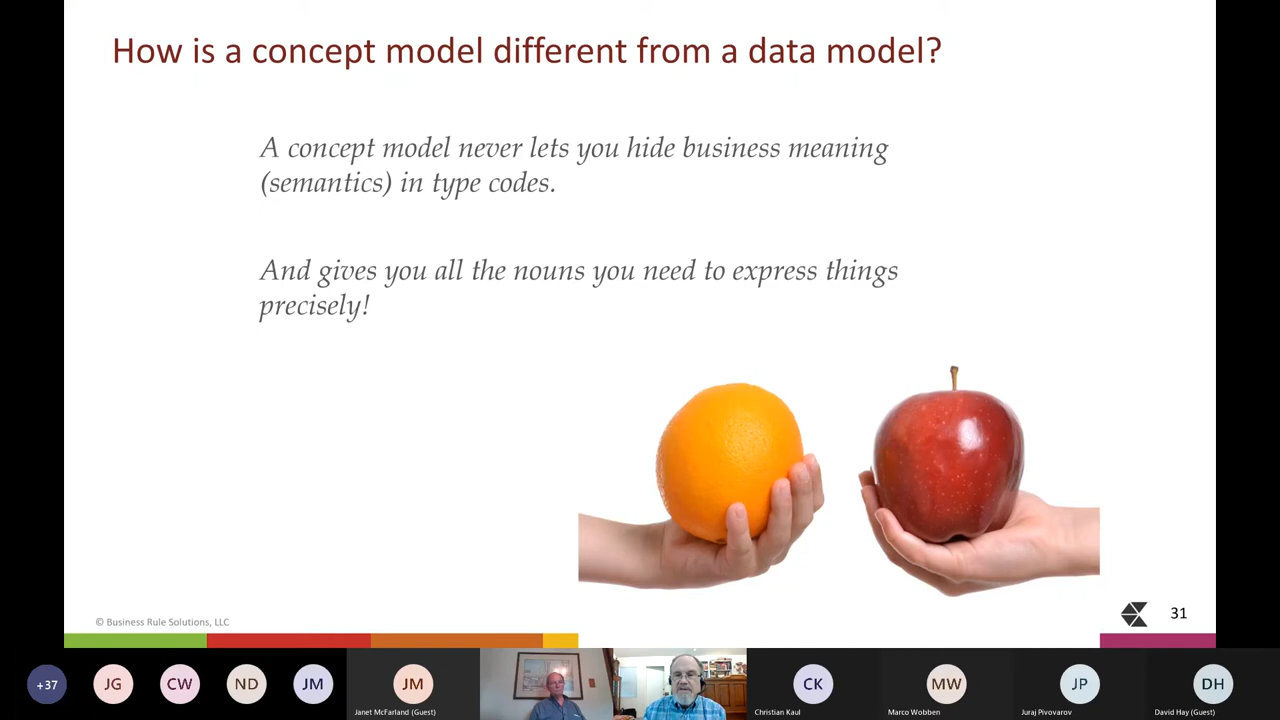 How is a concept model different from a data model?
A concept model never lets you hide business meaning
(semantics) in type codes.
And gives you all the nouns you need to express things
precisely!
© Business Rule Solutions, LLC
31
+37
JG
CW
ND
JM
JM
CK
MW
JP
DH
Janet McFarland (Guest)
Christian Kaul
Marco Wobben
Juraj Pivovarov
David Hay (Guest)